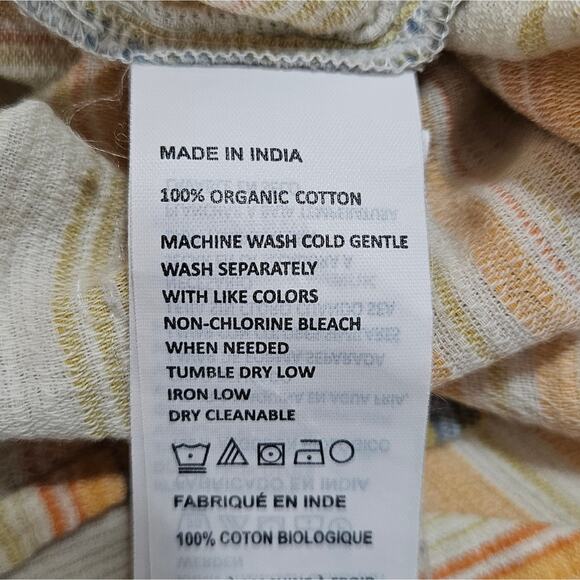 MADE IN INDIA
100% ORGANIC COTTON
MACHINE WASH COLD GENTLE
WASH SEPARATELY
WITH LIKE COLORS
NON-CHLORINE BLEACH
WHEN NEEDED
TUMBLE DRY LOW
IRON LOW
DRY CLEANABLE
FABRIQUÉ EN INDE
100% COTON BIOLOGIQUE